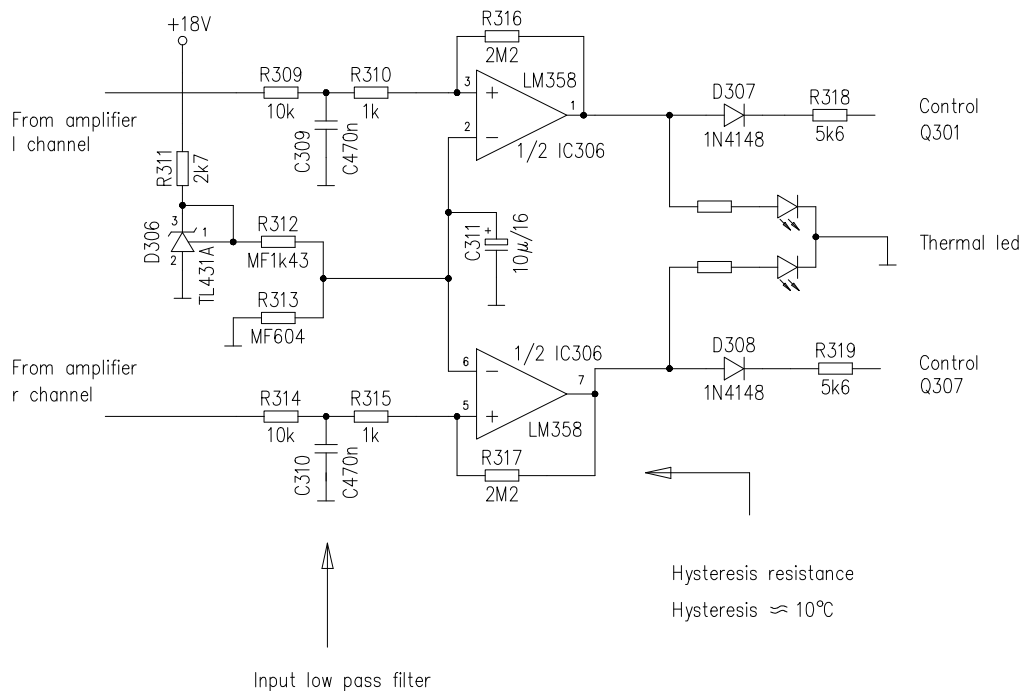 +18V
R316
2M2
R309
10k
R310
1k
3
LM358
1
2
1/2 IC306
D307
1N4148
R318
5k6
Control
Q301
From amplifier
l channel
C309
C470n
R311
2k7
D306
3
1
2
TL431A
R312
MF1k43
C311
+
10µ/16
Thermal led
R313
MF604
From amplifier
r channel
1/2 IC306
6
7
5
LM358
D308
1N4148
R319
5k6
Control
Q307
R314
10k
R315
1k
C310
C470n
R317
2M2
Hysteresis resistance
Hysteresis ≈ 10°C
Input low pass filter